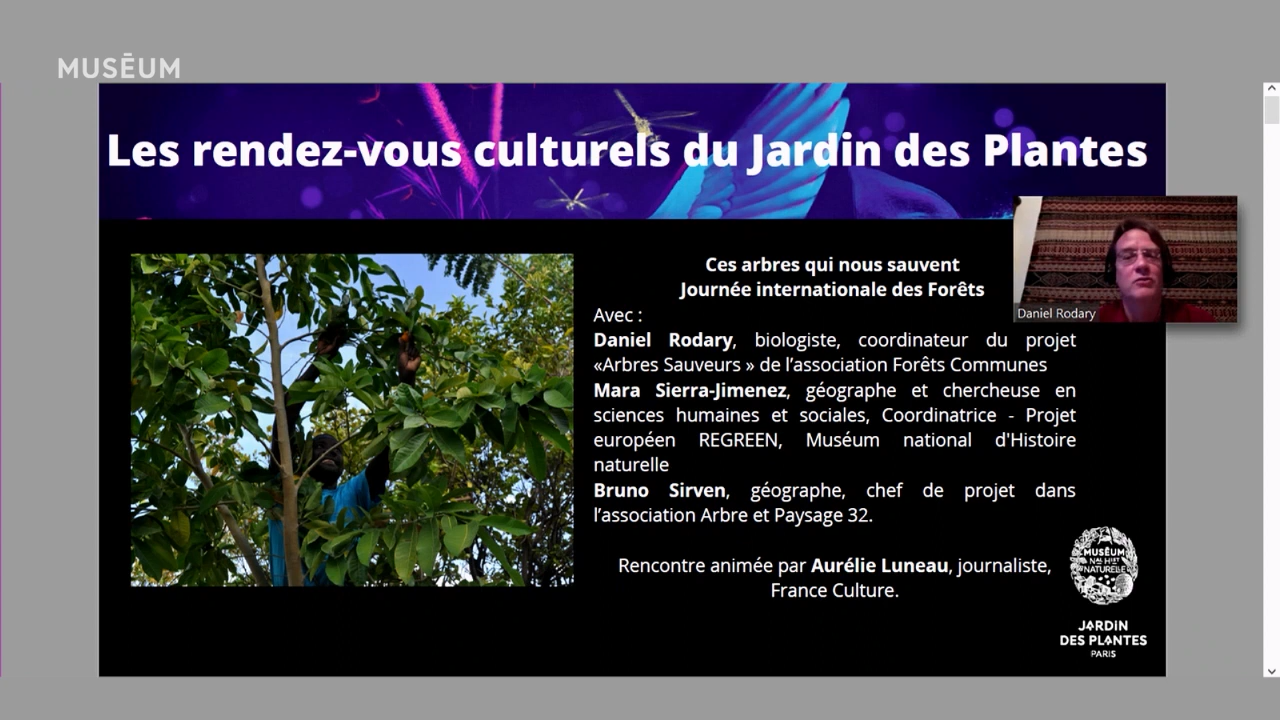 MUSĒUM
Les rendez-vous culturels du Jardin des Plantes
Ces arbres qui nous sauvent
Journée internationale des Forêts
Avec :
Daniel Rodary, biologiste, coordinateur du projet
«Arbres Sauveurs » de l'association Forêts Communes
Mara Sierra-Jimenez, géographe et chercheuse en
sciences humaines et sociales, Coordinatrice - Projet
européen REGREEN, Muséum national d'Histoire
naturelle
Bruno Sirven, géographe, chef de projet dans
l'association Arbre et Paysage 32.
Rencontre animée par Aurélie Luneau, journaliste,
France Culture.
Daniel Rodary
MUSĒUM
NAT HIST
NATURELLE
JARDIN
DES PLANTES
PARIS